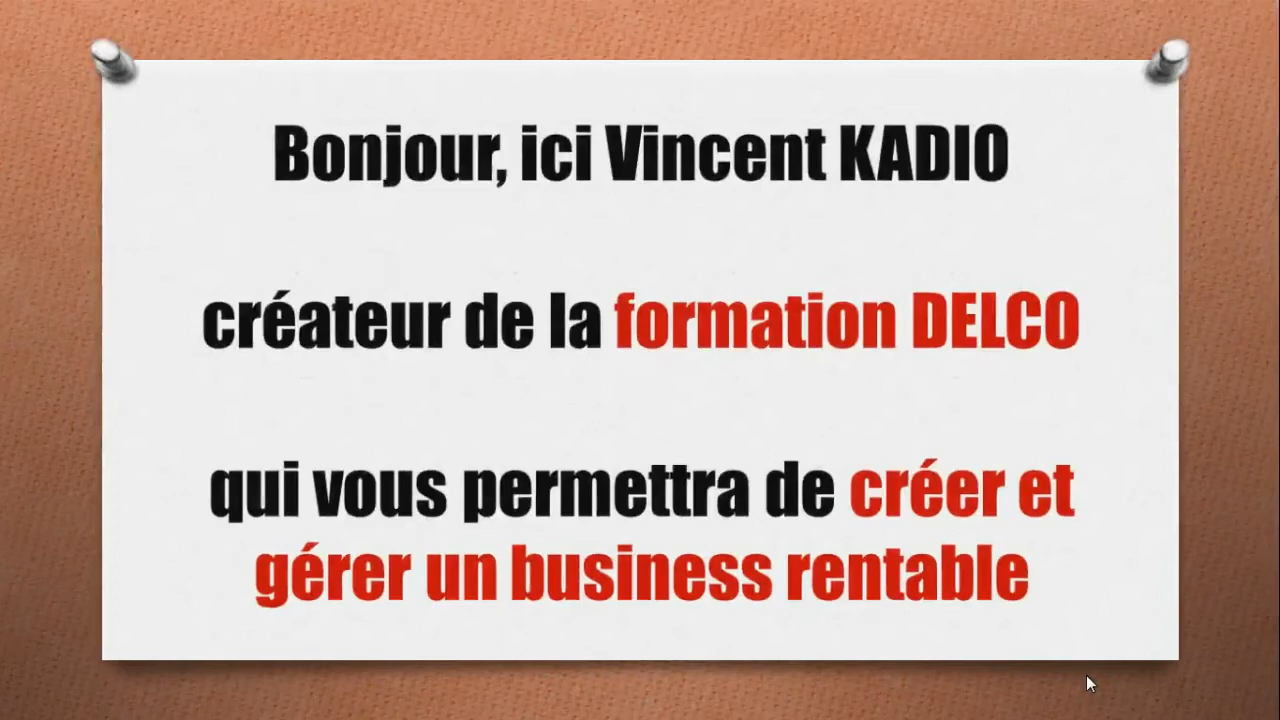 Bonjour, ici Vincent KADIO
créateur de la formation DELCO
qui vous permettra de créer et
gérer un business rentable